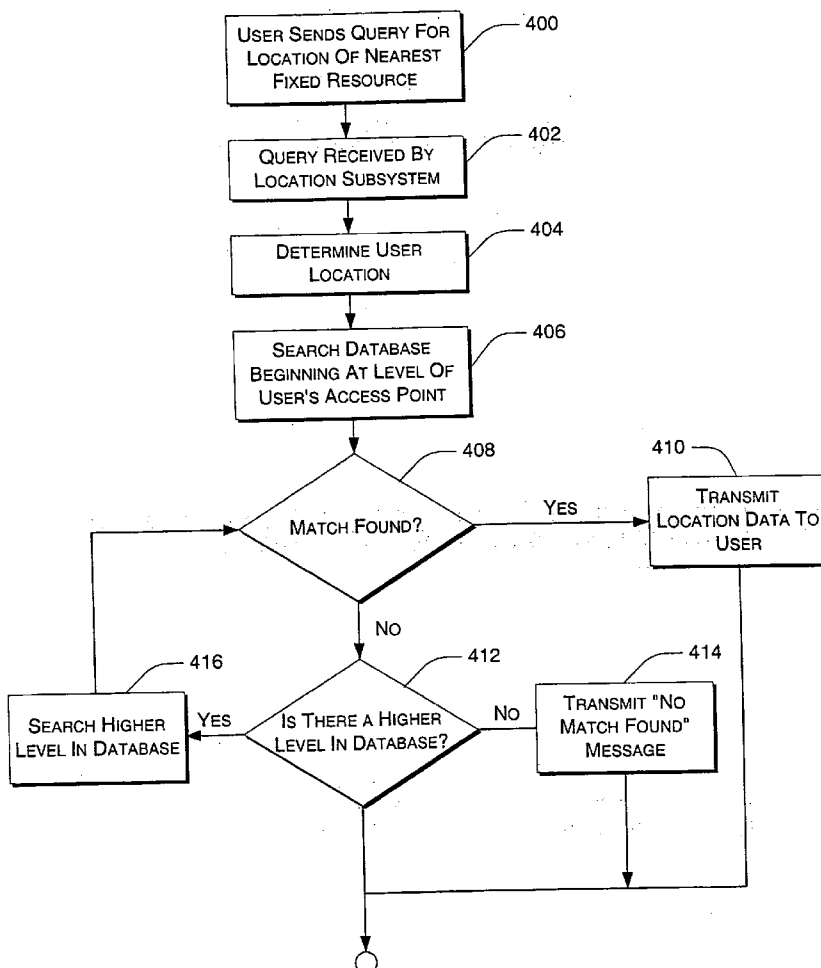 USER SENDS QUERY FOR
LOCATION OF NEAREST
FIXED RESOURCE
400
QUERY RECEIVED BY
LOCATION SUBSYSTEM
402
DETERMINE USER
LOCATION
404
SEARCH DATABASE
BEGINNING AT LEVEL OF
USER'S ACCESS POINT
406
MATCH FOUND?
408
YES
TRANSMIT
LOCATION DATA TO
USER
410
NO
IS THERE A HIGHER
LEVEL IN DATABASE?
412
YES
SEARCH HIGHER
LEVEL IN DATABASE
416
NO
TRANSMIT "NO
MATCH FOUND"
MESSAGE
414